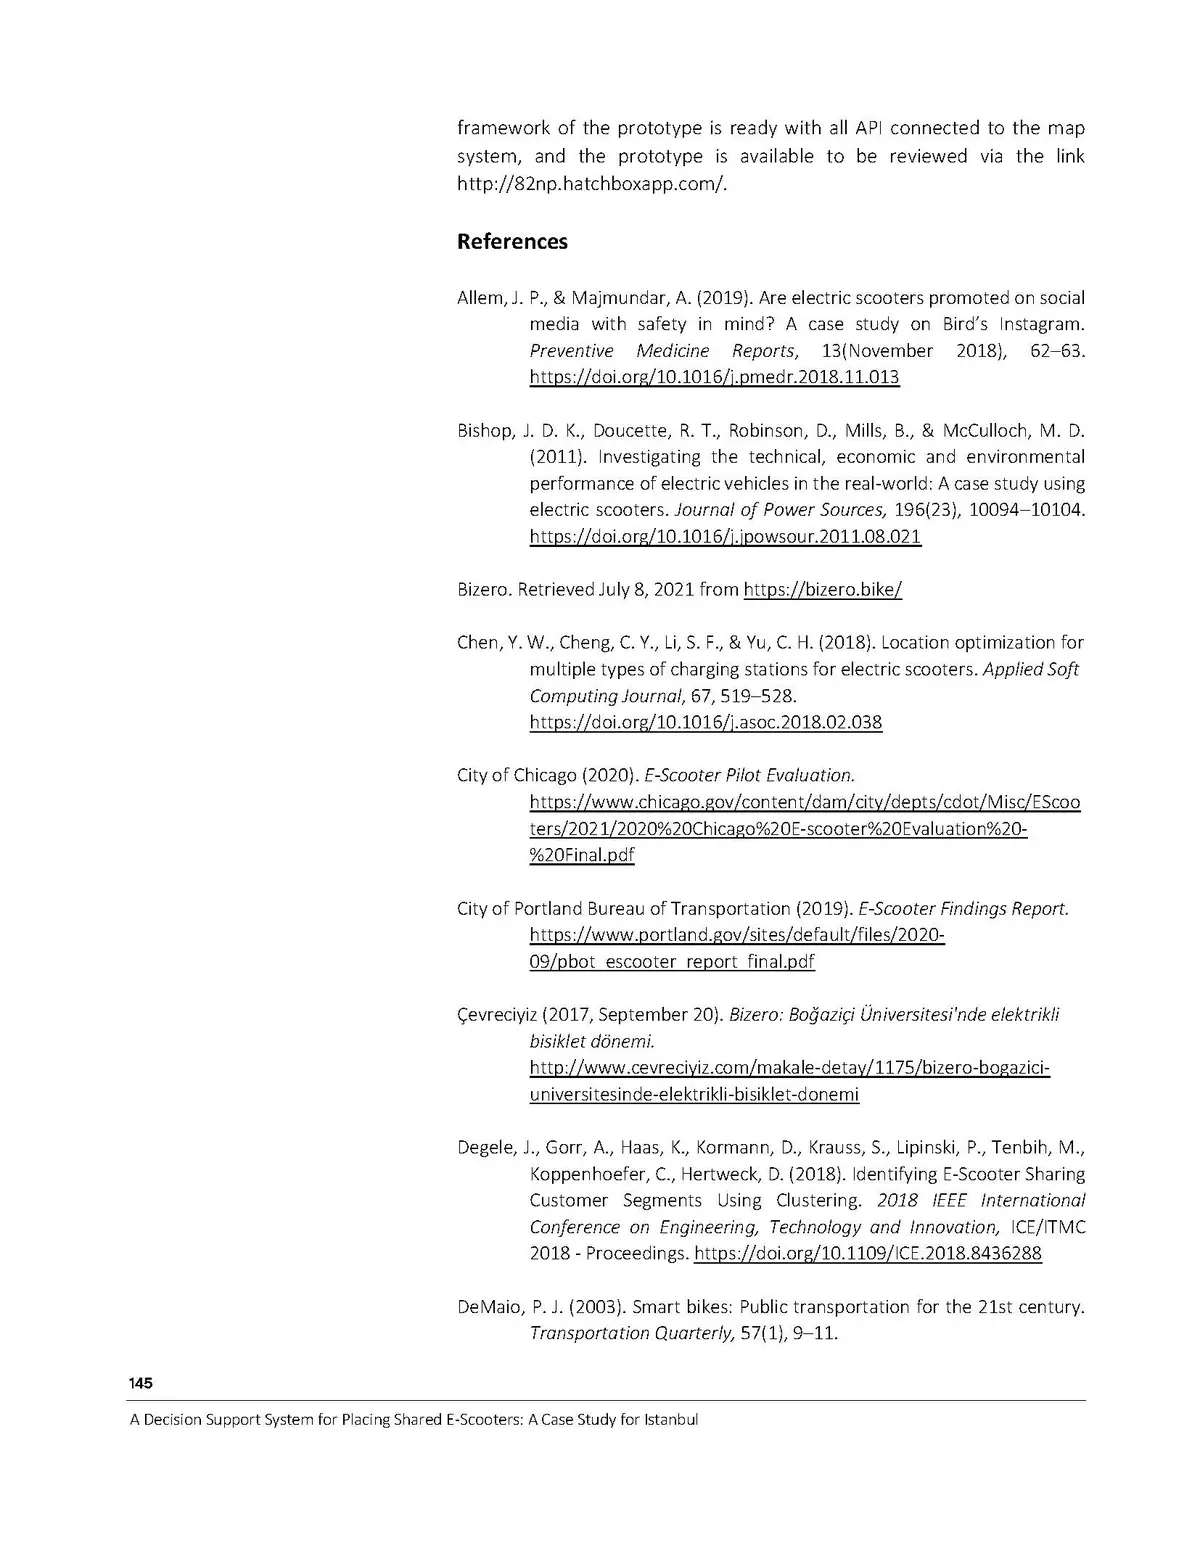 framework of the prototype is ready with all API connected to the map
system, and the prototype is available to be reviewed via the link
http://82np.hatchboxapp.com/.
References
Allem, J. P., & Majmundar, A. (2019). Are electric scooters promoted on social
media with safety in mind? A case study on Bird’s Instagram.
Preventive Medicine Reports, 13(November 2018), 62–63.
https://doi.org/10.1016/j.pmedr.2018.11.013
Bishop, J. D. K., Doucette, R. T., Robinson, D., Mills, B., & McCulloch, M. D.
(2011). Investigating the technical, economic and environmental
performance of electric vehicles in the real-world: A case study using
electric scooters. Journal of Power Sources, 196(23), 10094–10104.
https://doi.org/10.1016/j.jpowsour.2011.08.021
Bizero. Retrieved July 8, 2021 from https://bizero.bike/
Chen, Y. W., Cheng, C. Y., Li, S. F., & Yu, C. H. (2018). Location optimization for
multiple types of charging stations for electric scooters. Applied Soft
Computing Journal, 67, 519–528.
https://doi.org/10.1016/j.asoc.2018.02.038
City of Chicago (2020). E-Scooter Pilot Evaluation.
https://www.chicago.gov/content/dam/city/depts/cdot/Misc/EScoo
ters/2021/2020%20Chicago%20E-scooter%20Evaluation%20-
%20Final.pdf
City of Portland Bureau of Transportation (2019). E-Scooter Findings Report.
https://www.portland.gov/sites/default/files/2020-
09/pbot_escooter_report_final.pdf
Çevreciyiz (2017, September 20). Bizero: Boğaziçi Üniversitesi'nde elektrikli
bisiklet dönemi.
http://www.cevreciyiz.com/makale-detay/1175/bizero-bogazici-
universitesinde-elektrikli-bisiklet-donemi
Degele, J., Gorr, A., Haas, K., Kormann, D., Krauss, S., Lipinski, P., Tenbih, M.,
Koppenhoefer, C., Hertweck, D. (2018). Identifying E-Scooter Sharing
Customer Segments Using Clustering. 2018 IEEE International
Conference on Engineering, Technology and Innovation, ICE/ITMC
2018 - Proceedings. https://doi.org/10.1109/ICE.2018.8436288
DeMaio, P. J. (2003). Smart bikes: Public transportation for the 21st century.
Transportation Quarterly, 57(1), 9–11.
145
A Decision Support System for Placing Shared E-Scooters: A Case Study for Istanbul